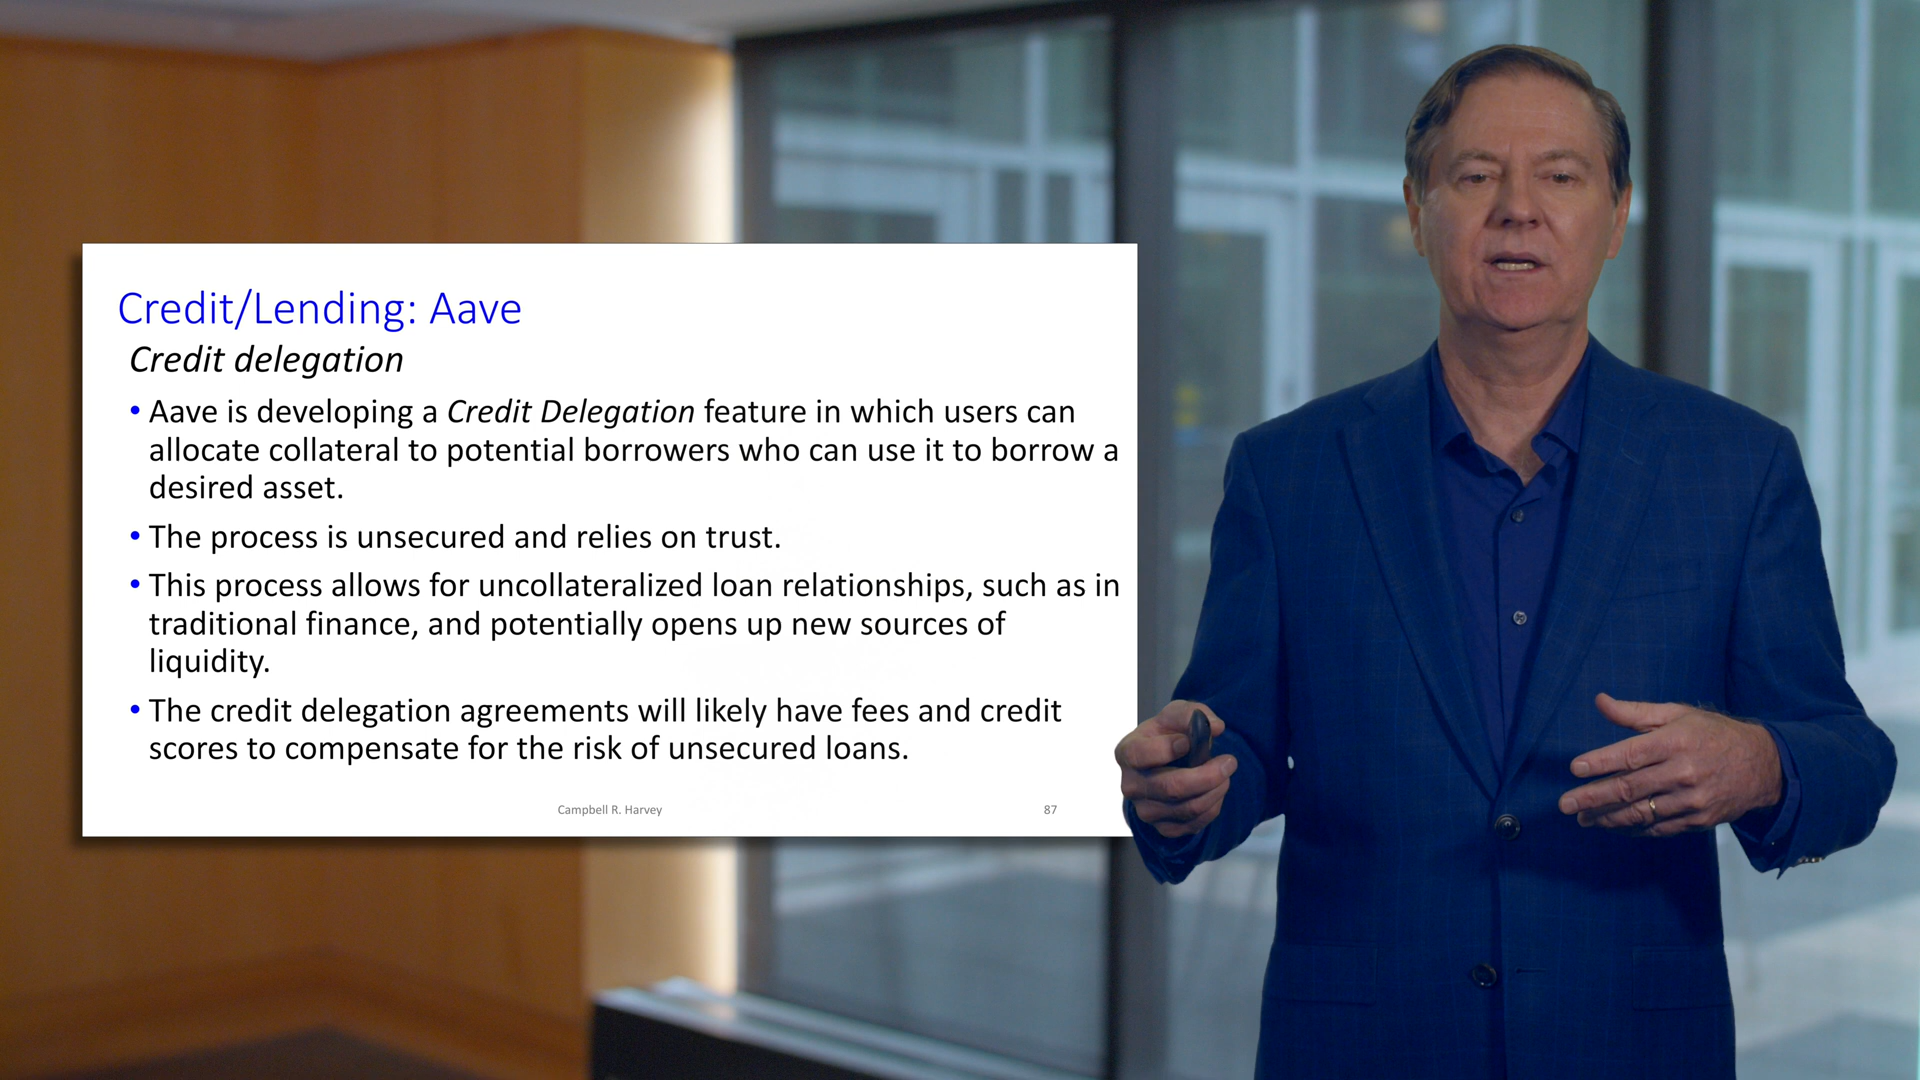 Credit/Lending: Aave
Credit delegation
• Aave is developing a Credit Delegation feature in which users can
allocate collateral to potential borrowers who can use it to borrow a
desired asset.
• The process is unsecured and relies on trust.
• This process allows for uncollateralized loan relationships, such as in
traditional finance, and potentially opens up new sources of
liquidity.
• The credit delegation agreements will likely have fees and credit
scores to compensate for the risk of unsecured loans.
Campbell R. Harvey
87